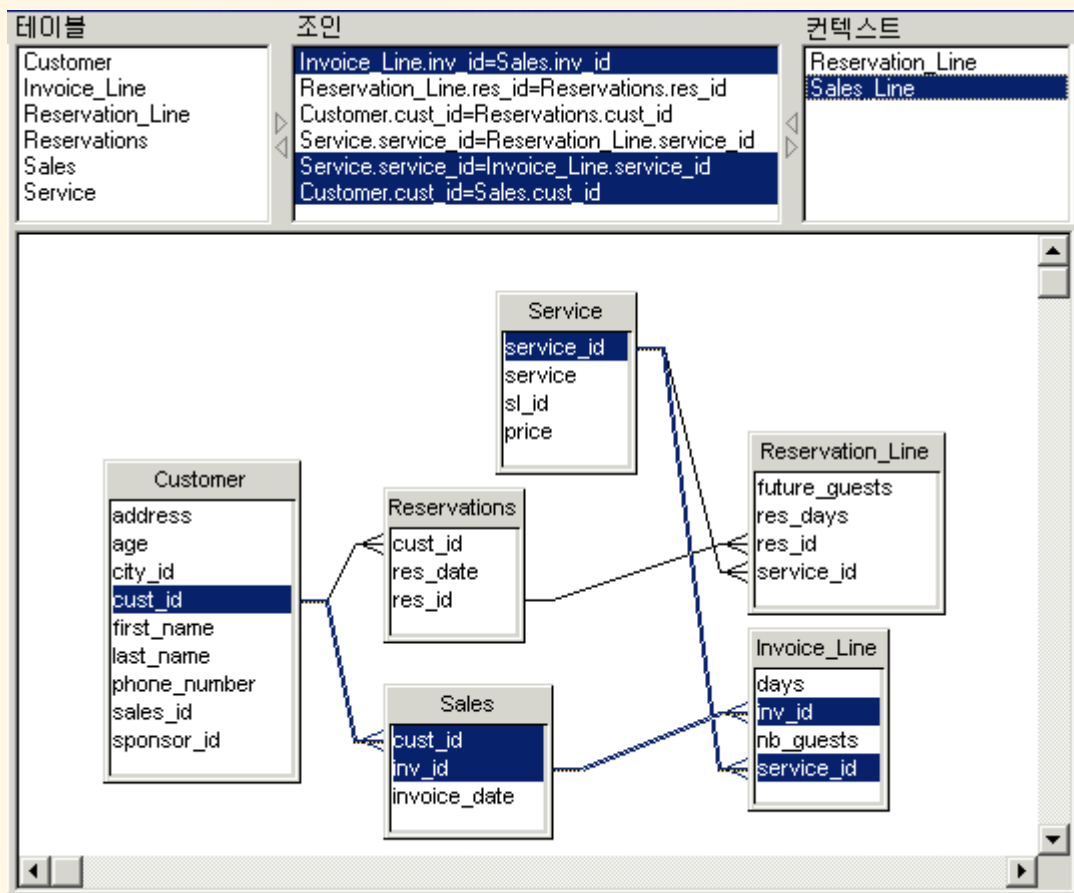 테이블
조인
컨텍스트
Customer
Invoice_Line
Reservation_Line
Reservations
Sales
Service
Invoice_Line.inv_id=Sales.inv_id
Reservation_Line.res_id=Reservations.res_id
Customer.cust_id=Reservations.cust_id
Service.service_id=Reservation_Line.service_id
Service.service_id=Invoice_Line.service_id
Customer.cust_id=Sales.cust_id
Reservation_Line
Sales_Line
Service
service_id
service
sl_id
price
Customer
address
age
city_id
cust_id
first_name
last_name
phone_number
sales_id
sponsor_id
Reservations
cust_id
res_date
res_id
Sales
cust_id
inv_id
invoice_date
Reservation_Line
future_guests
res_days
res_id
service_id
Invoice_Line
days
inv_id
nb_guests
service_id